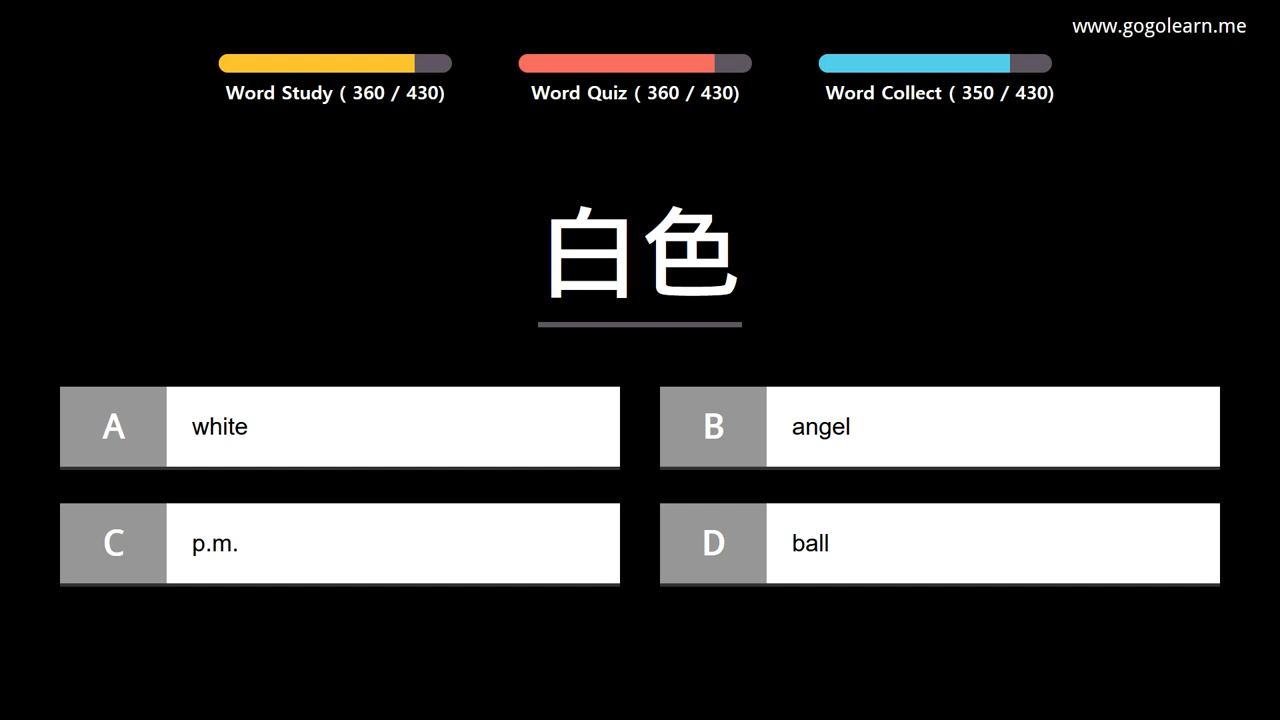 www.gogolearn.me
Word Study ( 360 / 430)
Word Quiz ( 360 / 430)
Word Collect ( 350 / 430)
白色
A white
B angel
C p.m.
D ball